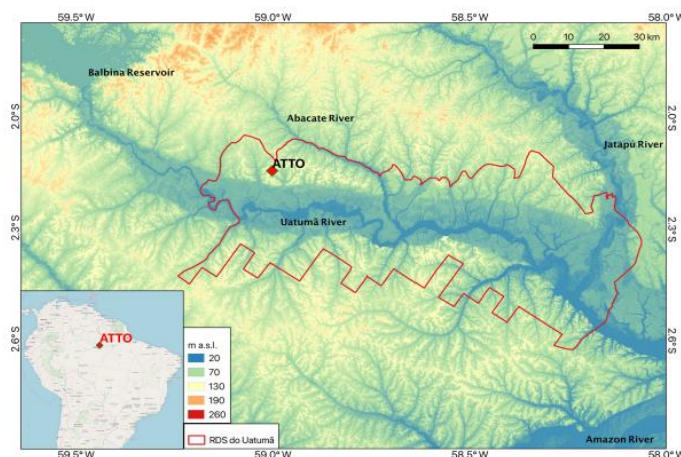 59.5°W
59.0°W
58.5°W
58.0°W
0 10 20 30 km
Balbina Reservoir
2.0°S
2.0°S
Abacate River
Jatapú River
ATTO
Uatumã River
2.3°S
2.3°S
ATTO
m a.s.l.
20
70
130
190
260
RDS do Uatumã
2.6°S
2.6°S
Amazon River
59.5°W
59.0°W
58.5°W
58.0°W